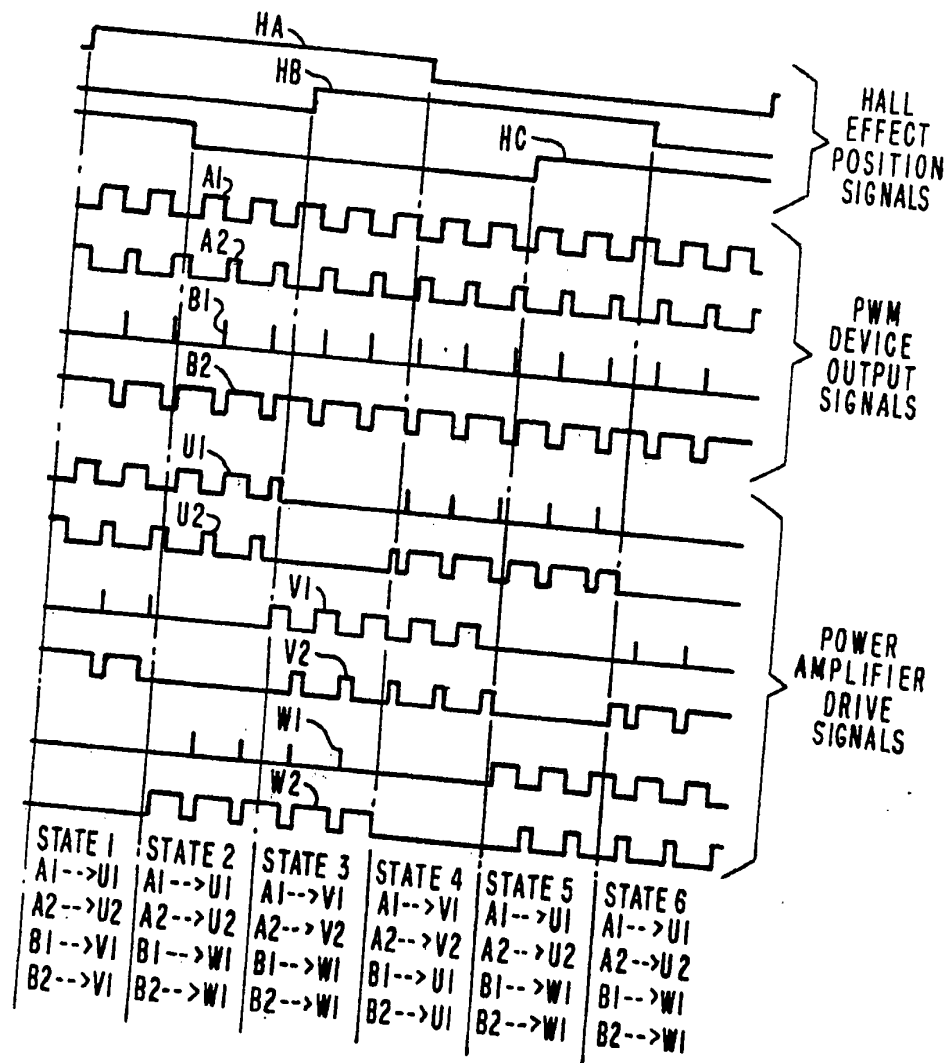 HA
HB
HC
HALL
EFFECT
POSITION
SIGNALS
A1
A2
B1
B2
PWM
DEVICE
OUTPUT
SIGNALS
U1
U2
V1
V2
W1
W2
POWER
AMPLIFIER
DRIVE
SIGNALS
STATE 1
A1-->U1
A2-->U2
B1-->V1
B2-->V1
STATE 2
A1-->U1
A2-->U2
B1-->W1
B2-->W1
STATE 3
A1-->V1
A2-->V2
B1-->W1
B2-->W1
STATE 4
A1-->V1
A2-->V2
B1-->U1
B2-->U1
STATE 5
A1-->U1
A2-->U2
B1-->W1
B2-->W1
STATE 6
A1-->U1
A2-->U2
B1-->W1
B2-->W1